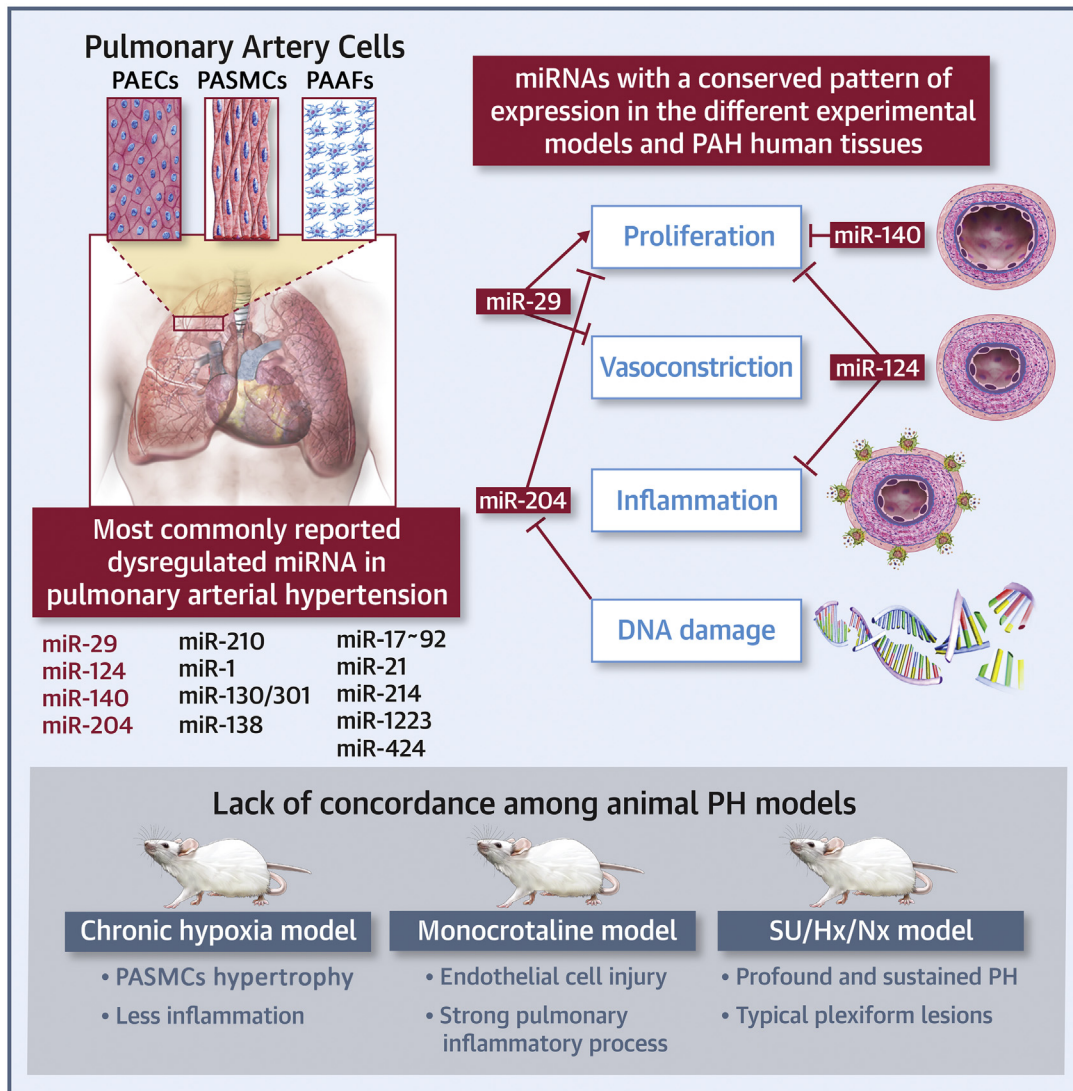 Pulmonary Artery Cells
PAECs PASMCs PAAFs
miRNAs with a conserved pattern of
expression in the different experimental
models and PAH human tissues
Proliferation
miR-140
miR-29
Vasoconstriction
miR-124
miR-204
Inflammation
DNA damage
Most commonly reported
dysregulated miRNA in
pulmonary arterial hypertension
miR-29
miR-124
miR-140
miR-204
miR-210
miR-1
miR-130/301
miR-138
miR-17~92
miR-21
miR-214
miR-1223
miR-424
Lack of concordance among animal PH models
Chronic hypoxia model
• PASMCs hypertrophy
• Less inflammation
Monocrotaline model
• Endothelial cell injury
• Strong pulmonary
inflammatory process
SU/Hx/Nx model
• Profound and sustained PH
• Typical plexiform lesions